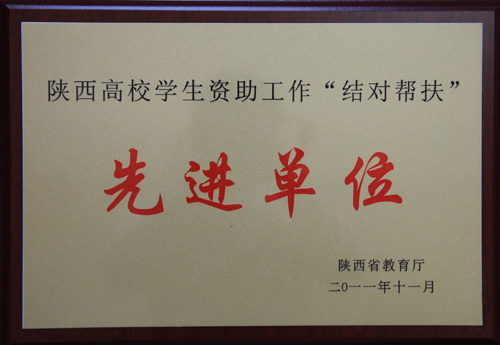 陕西高校学生资助工作“结对帮扶”
先进单位
陕西省教育厅
二0一一年十一月